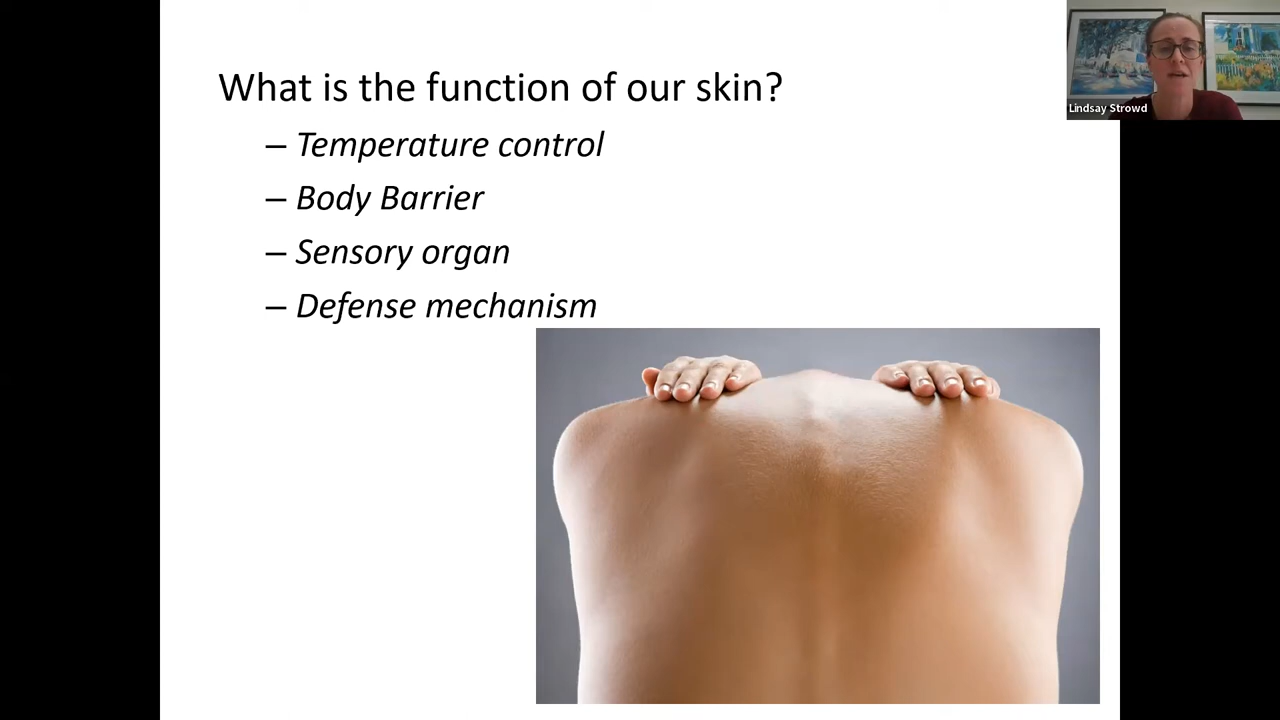 What is the function of our skin?
– Temperature control
– Body Barrier
– Sensory organ
– Defense mechanism
Lindsay Strowd